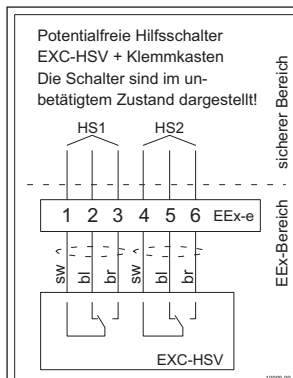 Potentialfreie Hilfsschalter
EXC-HSV + Klemmkasten
Die Schalter sind im un-
betätigtem Zustand dargestellt!
HS1 HS2
sicherer Bereich
1 2 3 4 5 6 EEx-e
EEx-Bereich
sw bl br sw bl br
EXC-HSV